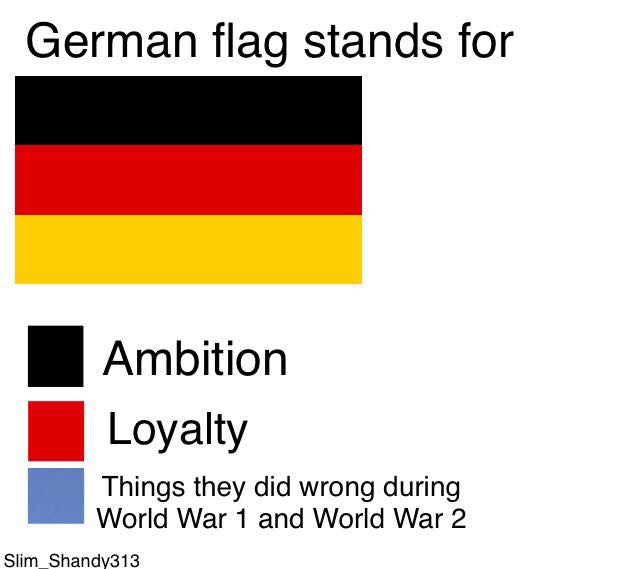 German flag stands for
Ambition
Loyalty
Things they did wrong during
World War 1 and World War 2
Slim_Shandy313